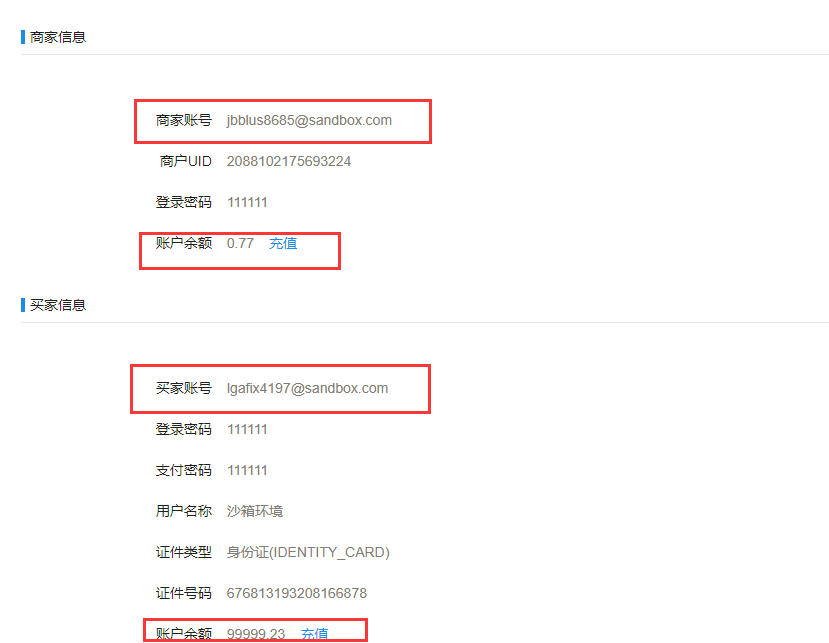 商家信息
商家账号 jbblus8685@sandbox.com
商户UID 2088102175693224
登录密码 111111
账户余额 0.77 充值
买家信息
买家账号 lgafix4197@sandbox.com
登录密码 111111
支付密码 111111
用户名称 沙箱环境
证件类型 身份证(IDENTITY_CARD)
证件号码 676813193208166878
账户余额 99999.23 充值